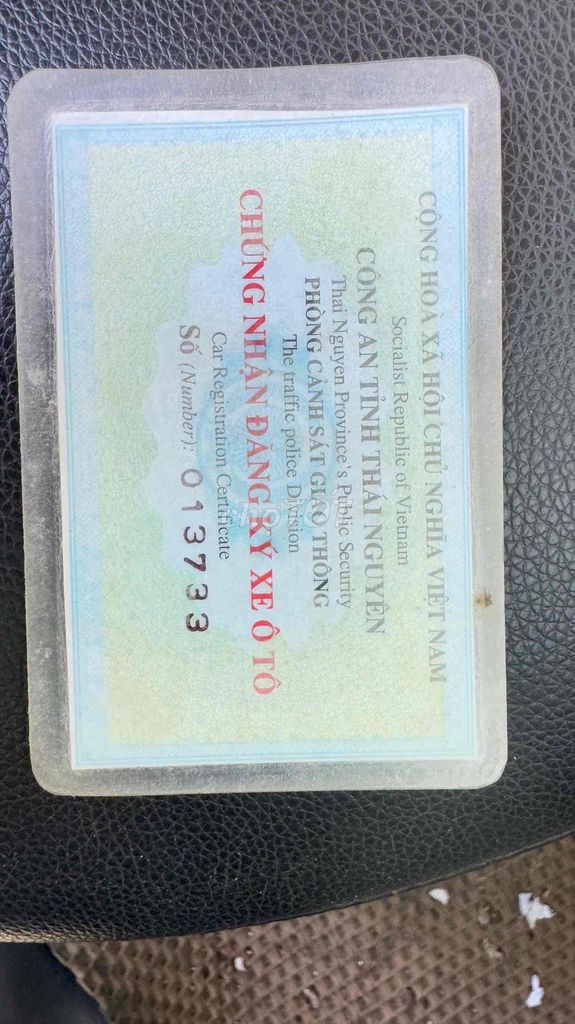 CỘNG HOÀ XÃ HỘI CHỦ NGHĨA VIỆT NAM
Socialist Republic of Vietnam
CÔNG AN TỈNH THÁI NGUYÊN
Thai Nguyen Province's Public Security
PHÒNG CẢNH SÁT GIAO THÔNG
The traffic police Division
CHỨNG NHẬN ĐĂNG KÝ XE Ô TÔ
Car Registration Certificate
Số (Number): 013733